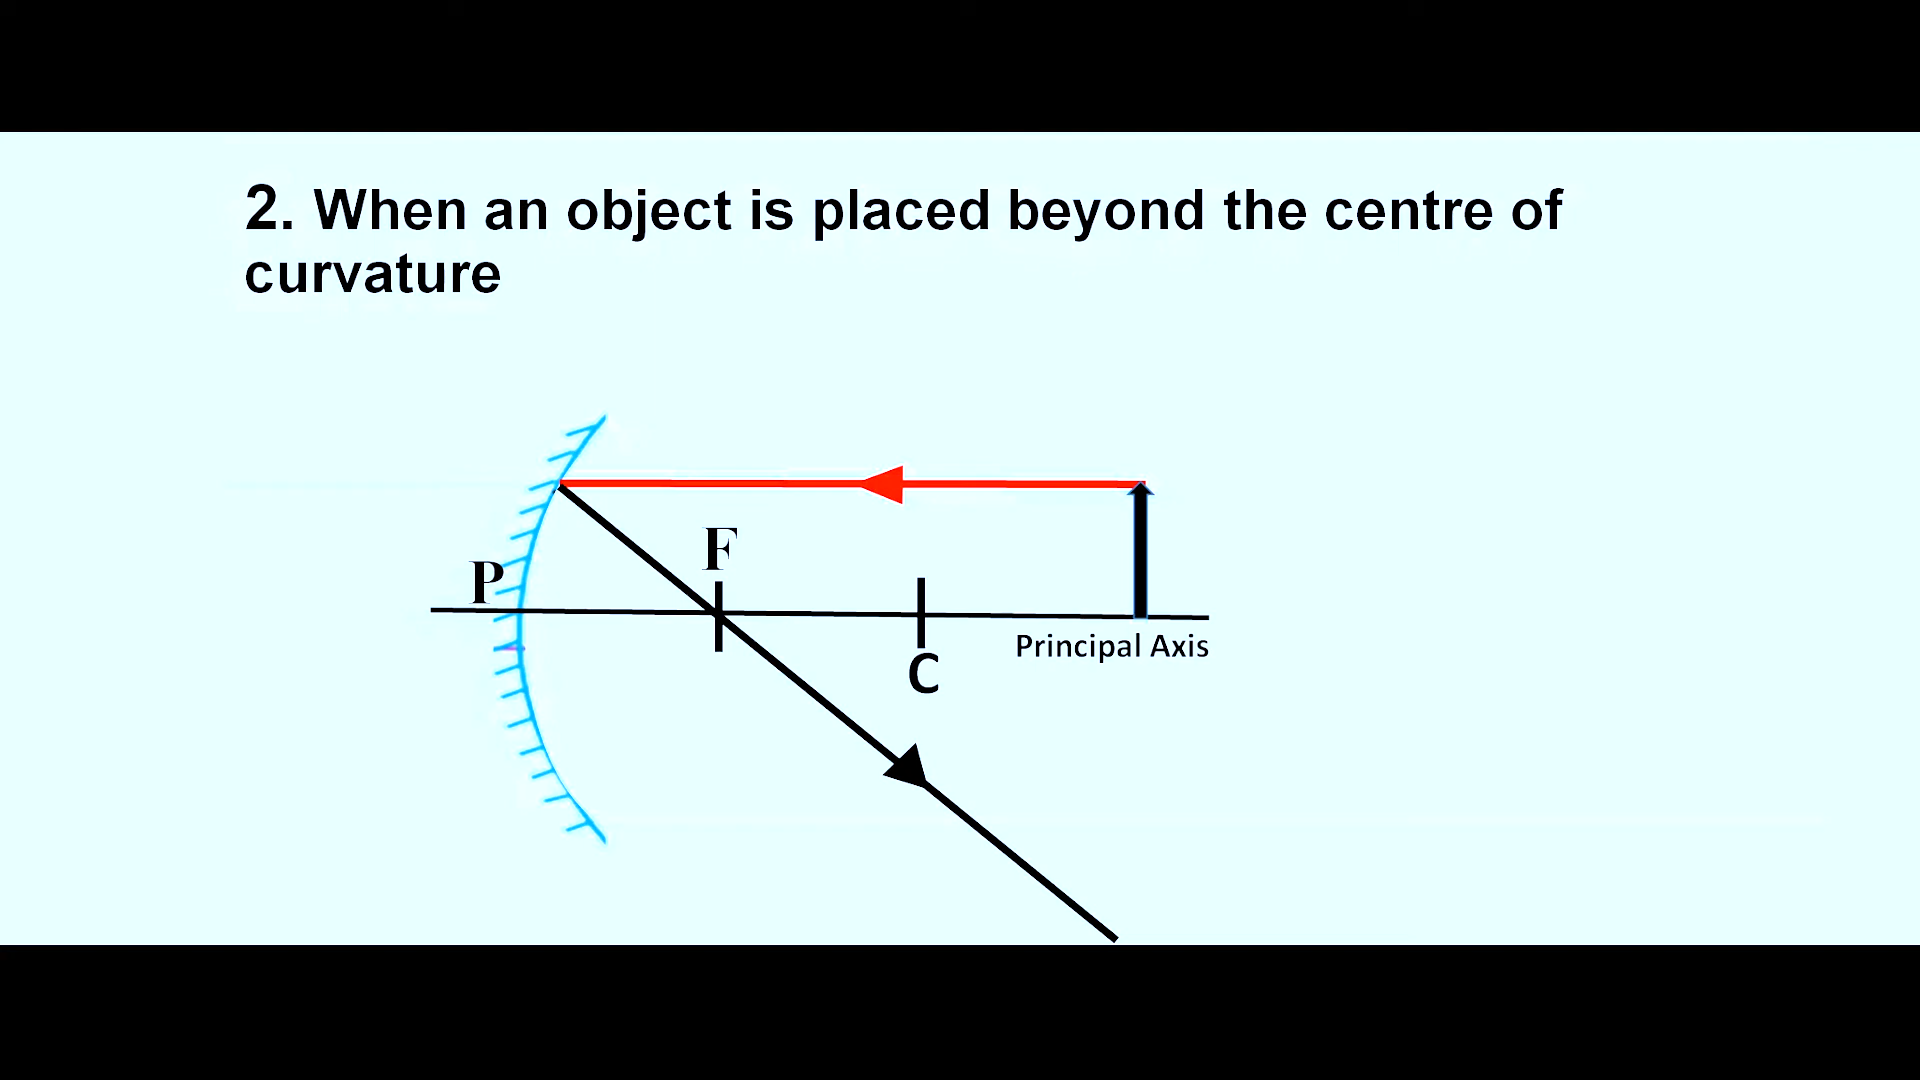 2. When an object is placed beyond the centre of
curvature
F
P
Principal Axis
C